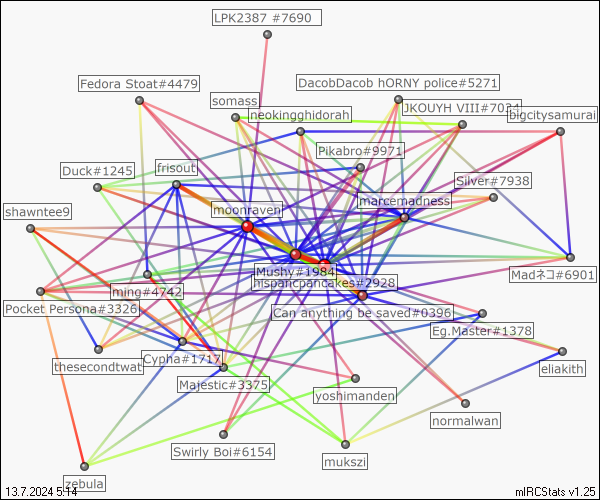 LPK2387 #7690
Fedora Stoat#4479
DacobDacob hORNY police#5271
somass
JKOUYH VIII#7034
neokingghidorah
bigcitysamurai
Pikabro#9971
Duck#1245
frisout
Silver#7938
marcemadness
shawntee9
moonraven
Mushy#1984
Madネコ#6901
hispanicpancakes#2928
ming#4742
Pocket Persona#3326
Can anything be saved#0396
Eg.Master#1378
thesecondtwat
Cypha#1717
eliakith
Majestic#3375
yoshimanden
normalwan
Swirly Boi#6154
mukszi
zebula
13.7.2024 5:14
mIRCStats v1.25